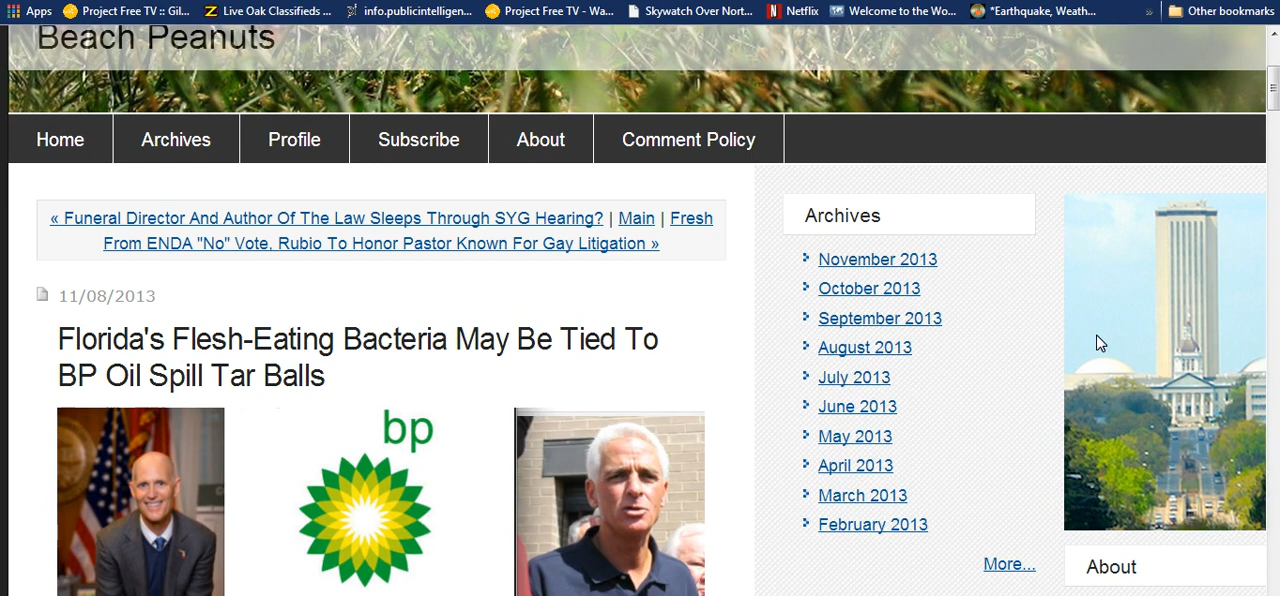 Apps Project Free TV :: Gil... Live Oak Classifieds ... info.publicintelligen... Project Free TV - Wa... Skywatch Over Nort... Netflix Welcome to the Wo... *Earthquake, Weath... » Other bookmarks
Beach Peanuts
Home Archives Profile Subscribe About Comment Policy
« Funeral Director And Author Of The Law Sleeps Through SYG Hearing? | Main | Fresh
From ENDA "No" Vote, Rubio To Honor Pastor Known For Gay Litigation »
11/08/2013
Florida's Flesh-Eating Bacteria May Be Tied To
BP Oil Spill Tar Balls
bp
Archives
November 2013
October 2013
September 2013
August 2013
July 2013
June 2013
May 2013
April 2013
March 2013
February 2013
More...
About